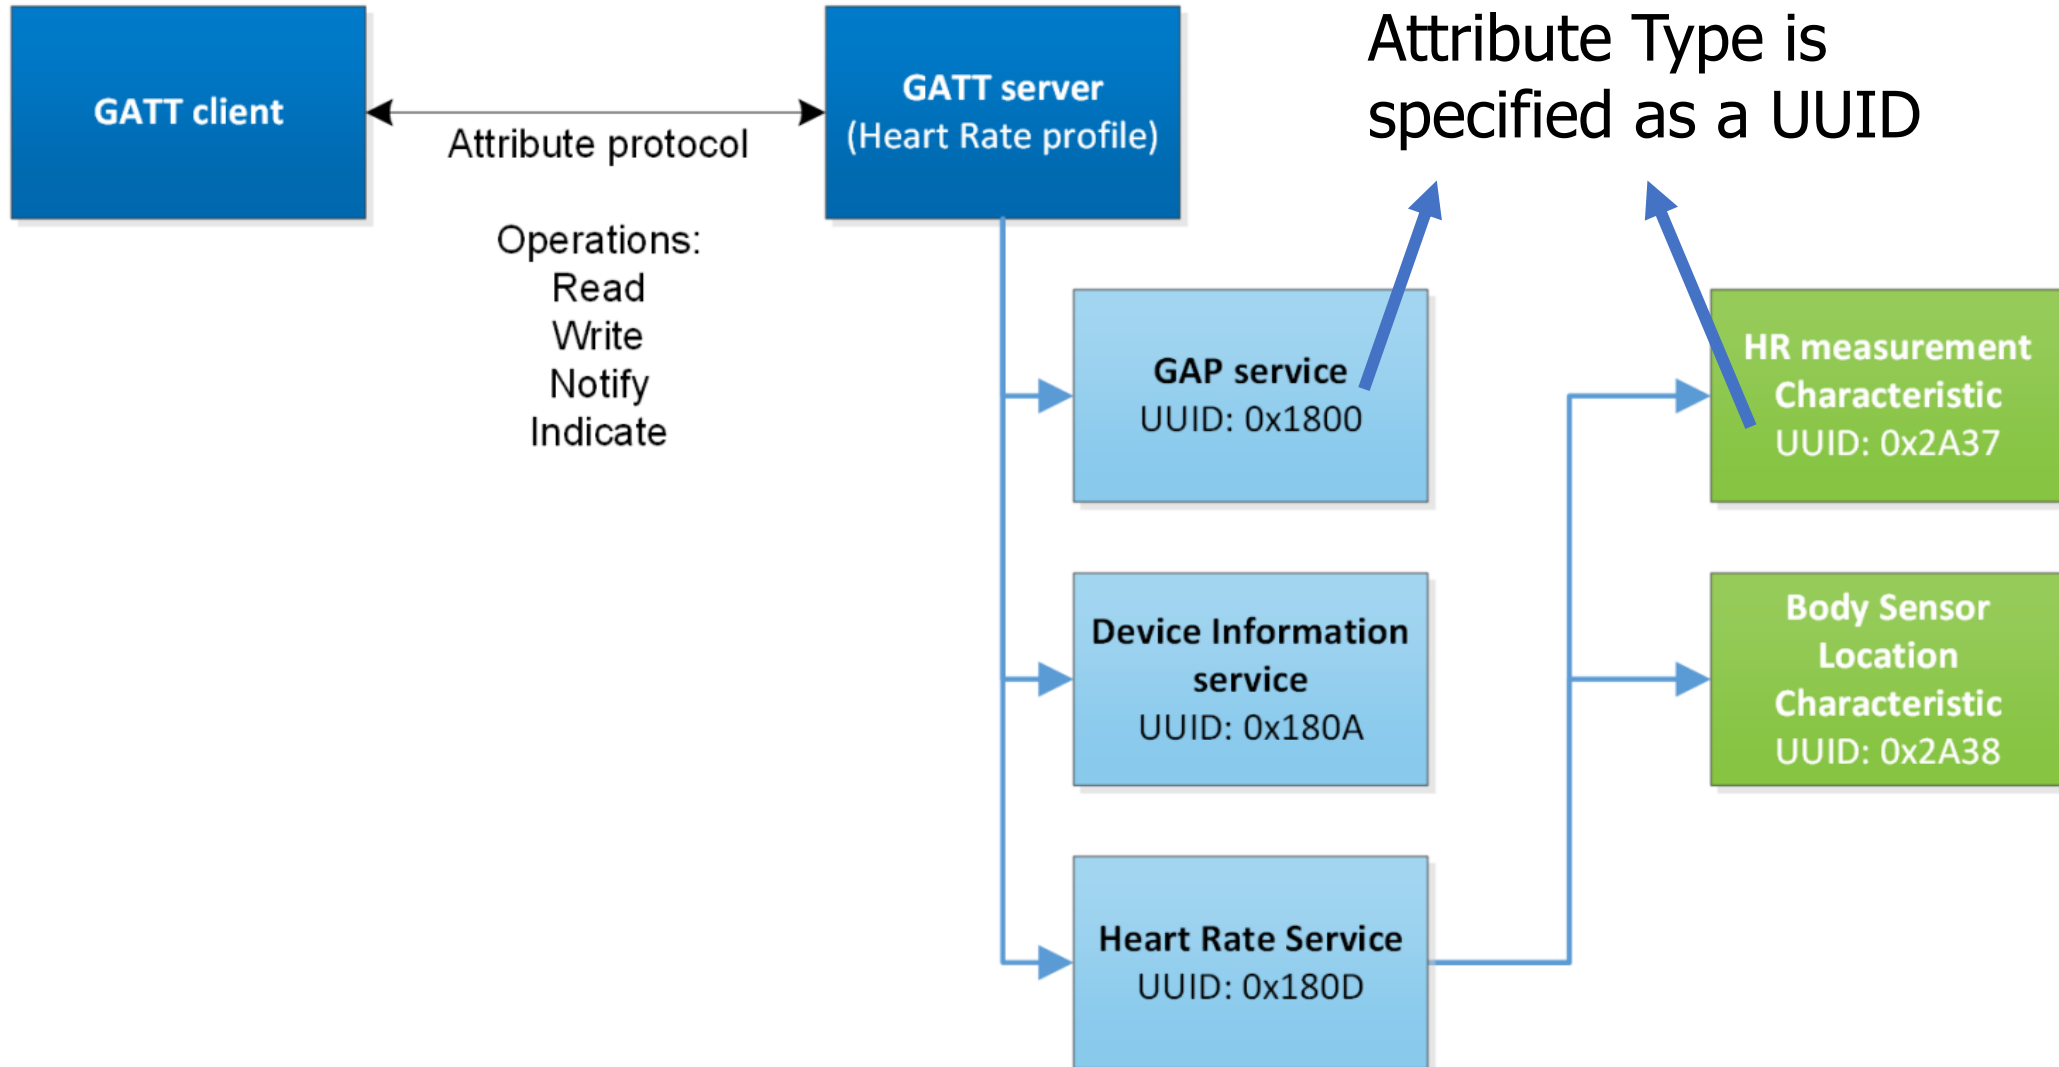 GATT client
Attribute protocol
Operations:
Read
Write
Notify
Indicate
GATT server
(Heart Rate profile)
Attribute Type is
specified as a UUID
GAP service
UUID: 0x1800
Device Information
service
UUID: 0x180A
Heart Rate Service
UUID: 0x180D
HR measurement
Characteristic
UUID: 0x2A37
Body Sensor
Location
Characteristic
UUID: 0x2A38